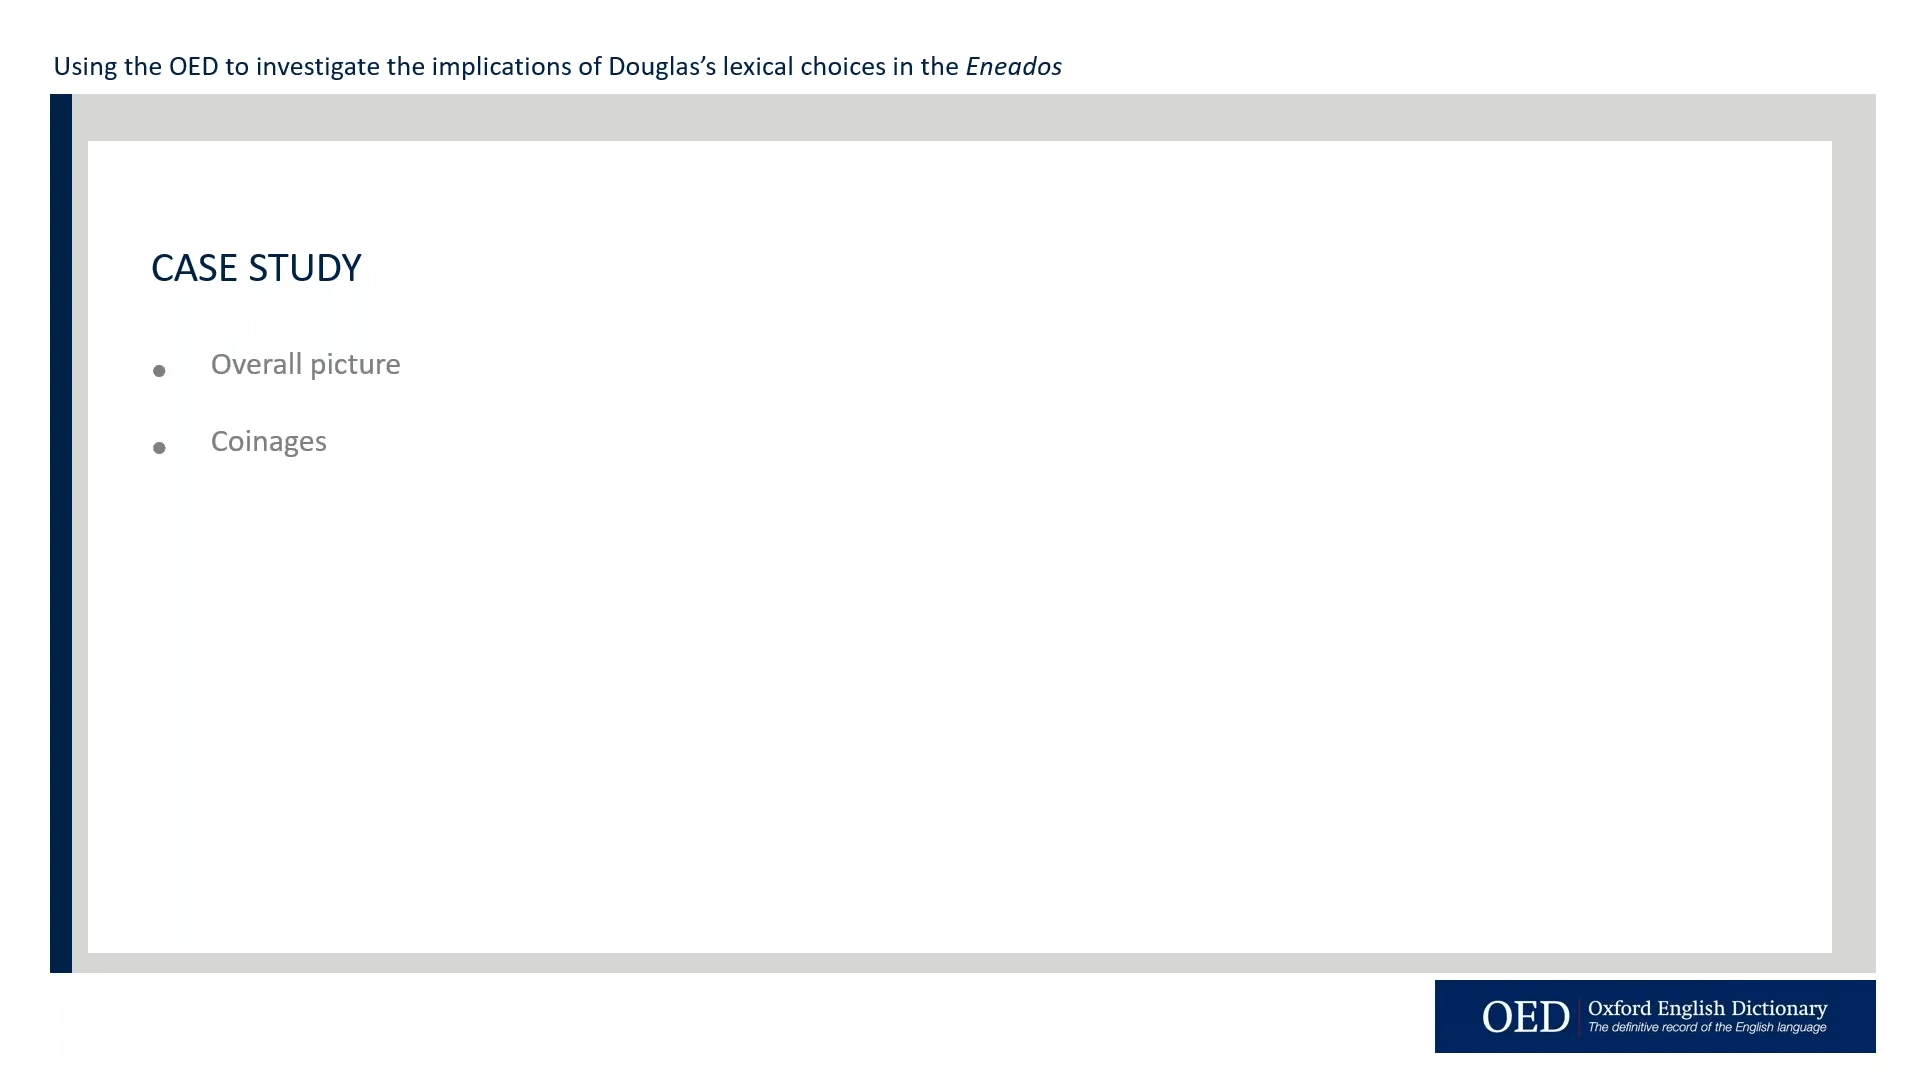 Using the OED to investigate the implications of Douglas’s lexical choices in the Eneados
CASE STUDY
• Overall picture
• Coinages
OED Oxford English Dictionary
The definitive record of the English language